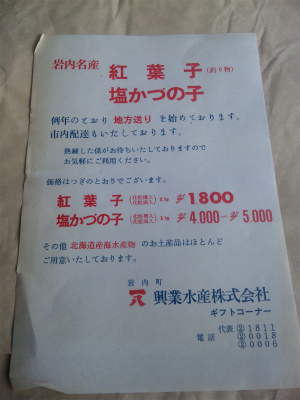 岩内名産 紅葉子 (釣り物)
塩かづの子
例年のとおり 地方送り を始めております。
市内配達もいたしております。
熟練した係がお待ちいたしておりますので
お気軽にご利用ください。
価格はつぎのとおりでございます。
紅葉子 1,800
塩かづの子 4,000-5,000
その他 北海道産海水産物 のお土産品はほとんど
ご用意いたしております。
岩内町
興業水産株式会社
ギフトコーナー
代表②1811
電話 ②0018
③0006